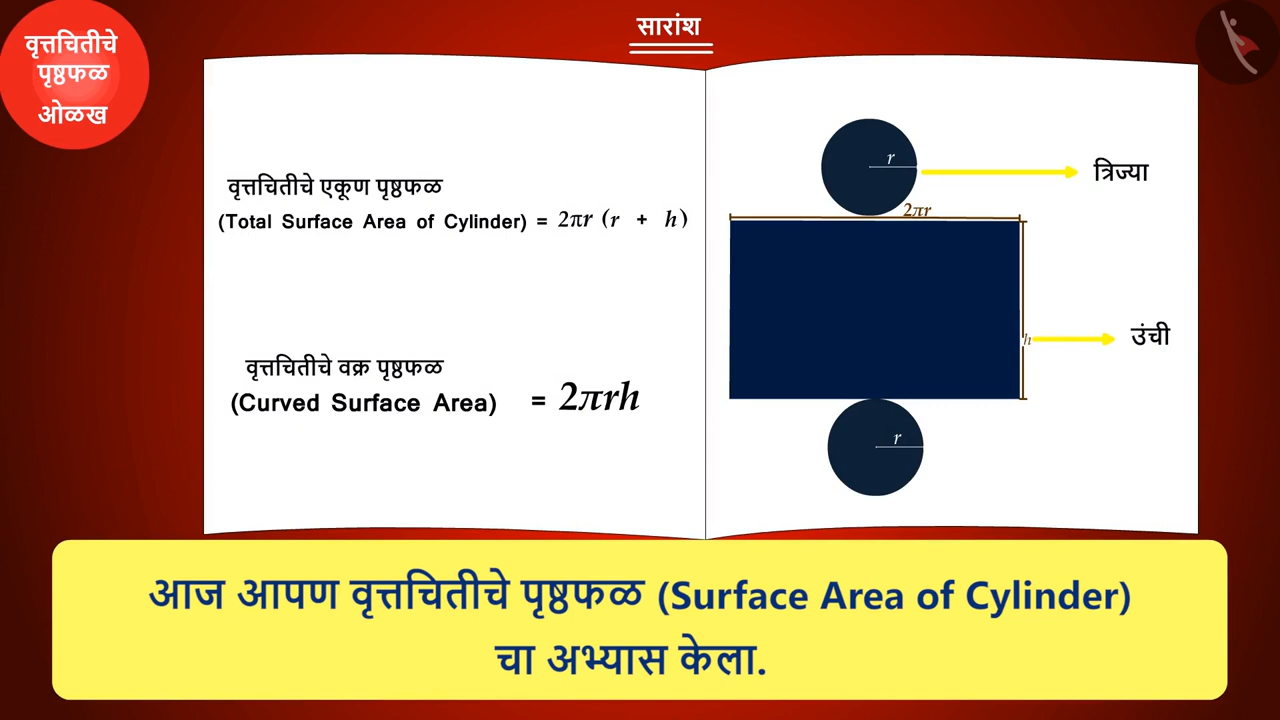 सारांश
वृत्तचितीचे
पृष्ठफळ
ओळख
वृत्तचितीचे एकूण पृष्ठफळ
(Total Surface Area of Cylinder) = 2πr (r + h)
वृत्तचितीचे वक्र पृष्ठफळ
(Curved Surface Area) = 2πrh
r
त्रिज्या
2πr
h
उंची
r
आज आपण वृत्तचितीचे पृष्ठफळ (Surface Area of Cylinder)
चा अभ्यास केला.